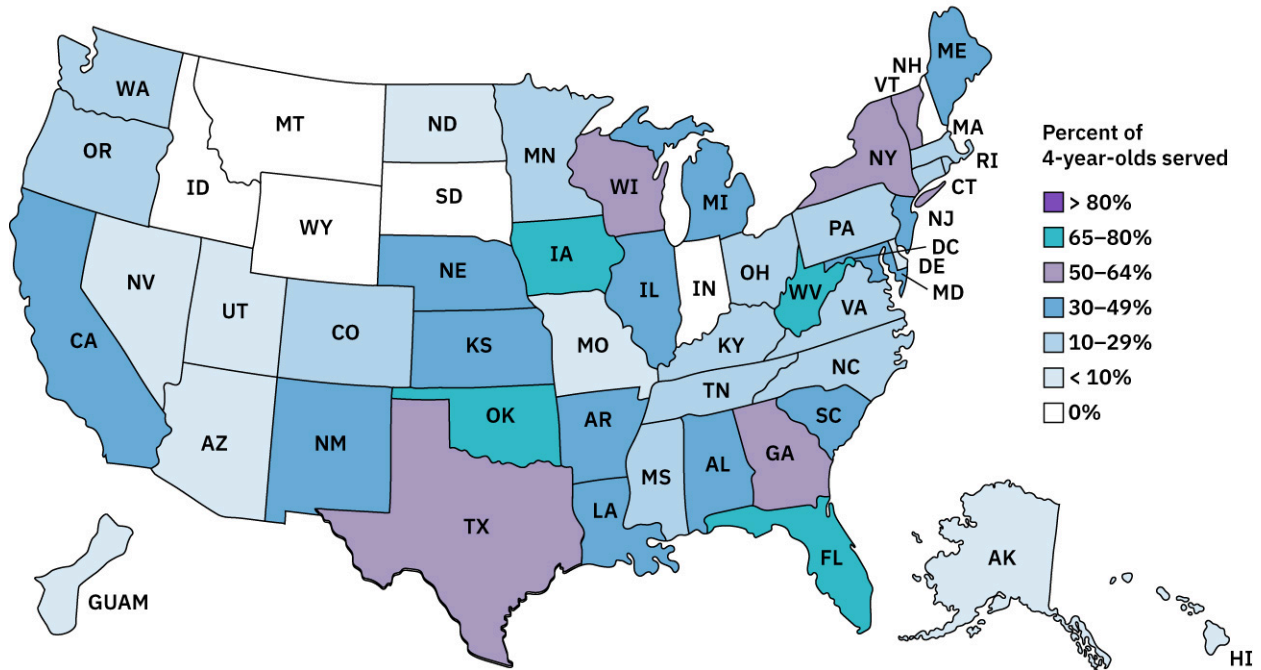 ME
NH
VT
WA
MT
ND
MN
MA
OR
RI
ID
SD
WI
NY
CT
MI
WY
PA
NJ
DC
IA
NE
DE
OH
NV
IL
IN
WV
MD
UT
VA
CO
CA
KS
MO
KY
NC
TN
OK
AR
SC
AZ
NM
GA
AL
MS
LA
TX
FL
AK
GUAM
HI
Percent of
4-year-olds served
> 80%
65–80%
50–64%
30–49%
10–29%
< 10%
0%